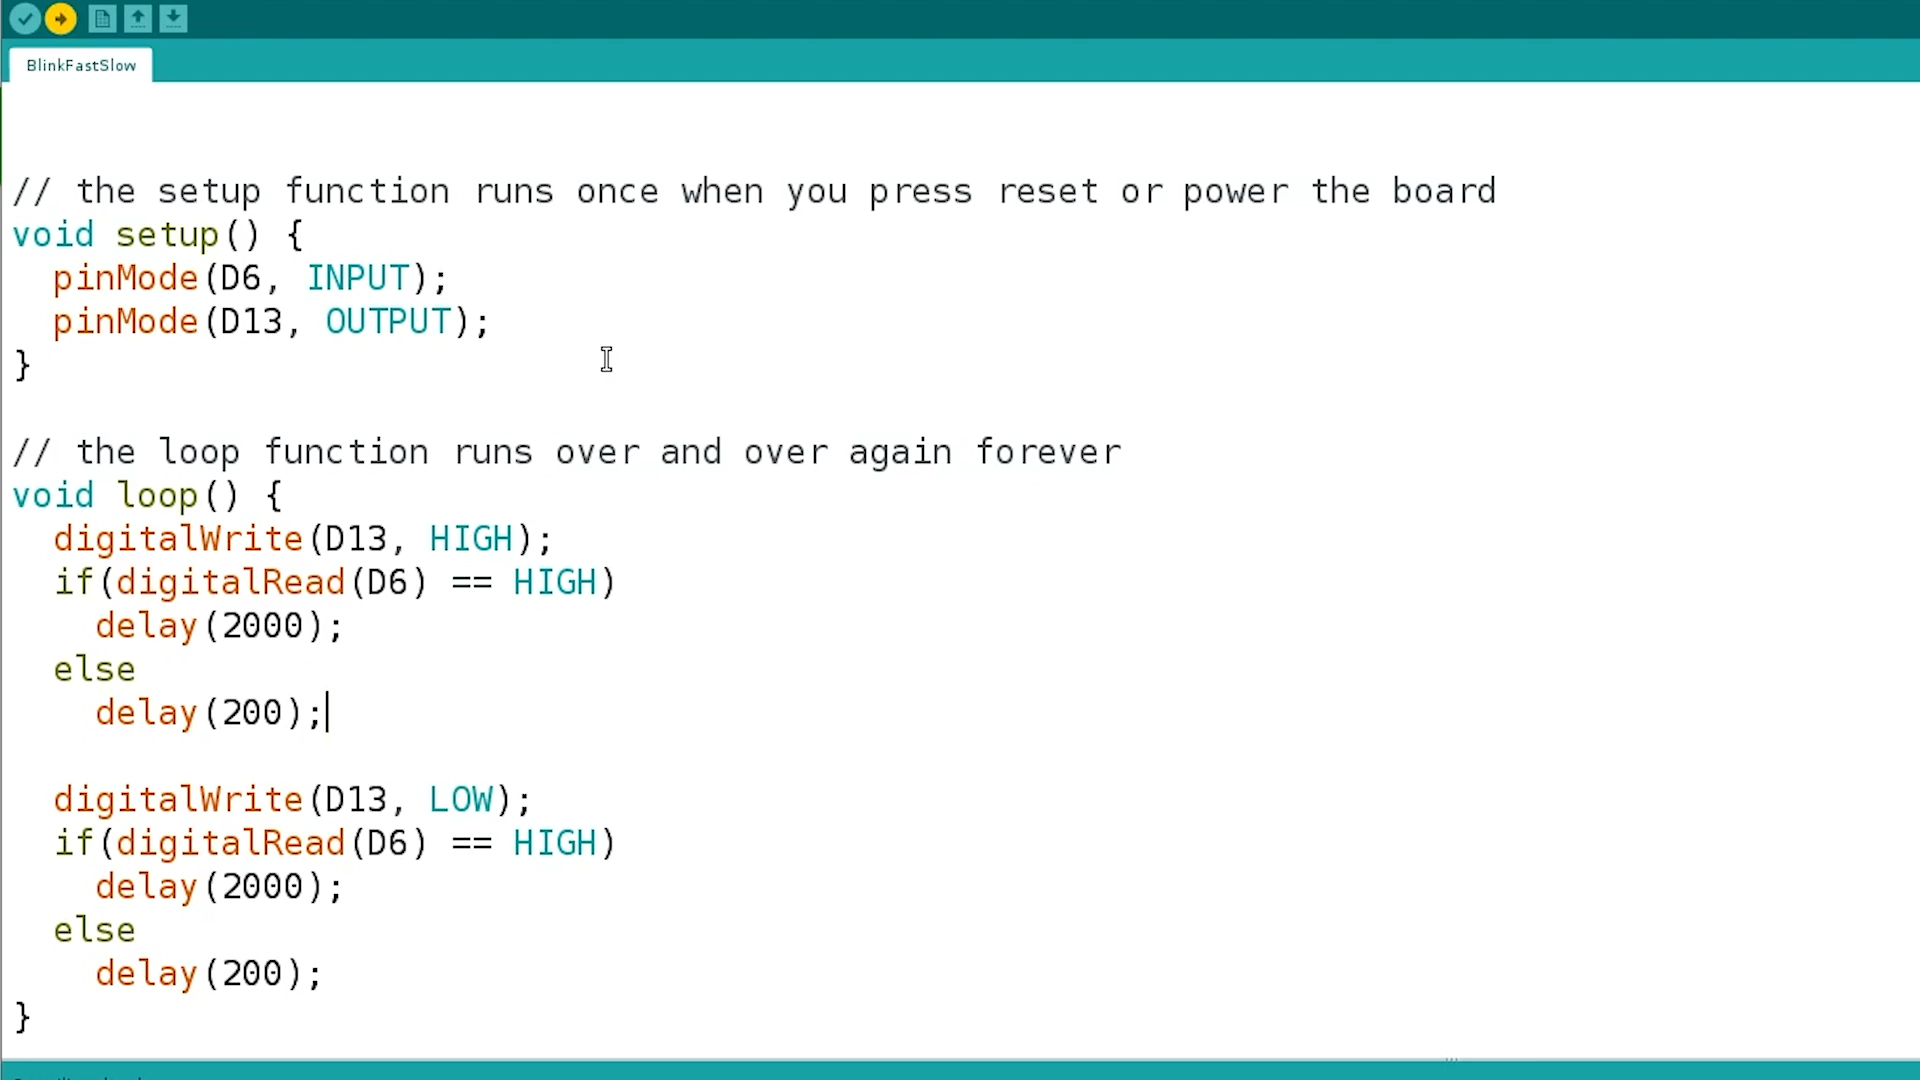 BlinkFastSlow
// the setup function runs once when you press reset or power the board
void setup() {
  pinMode(D6, INPUT);
  pinMode(D13, OUTPUT);
}
// the loop function runs over and over again forever
void loop() {
  digitalWrite(D13, HIGH);
  if(digitalRead(D6) == HIGH)
    delay(2000);
  else
    delay(200);
  digitalWrite(D13, LOW);
  if(digitalRead(D6) == HIGH)
    delay(2000);
  else
    delay(200);
}